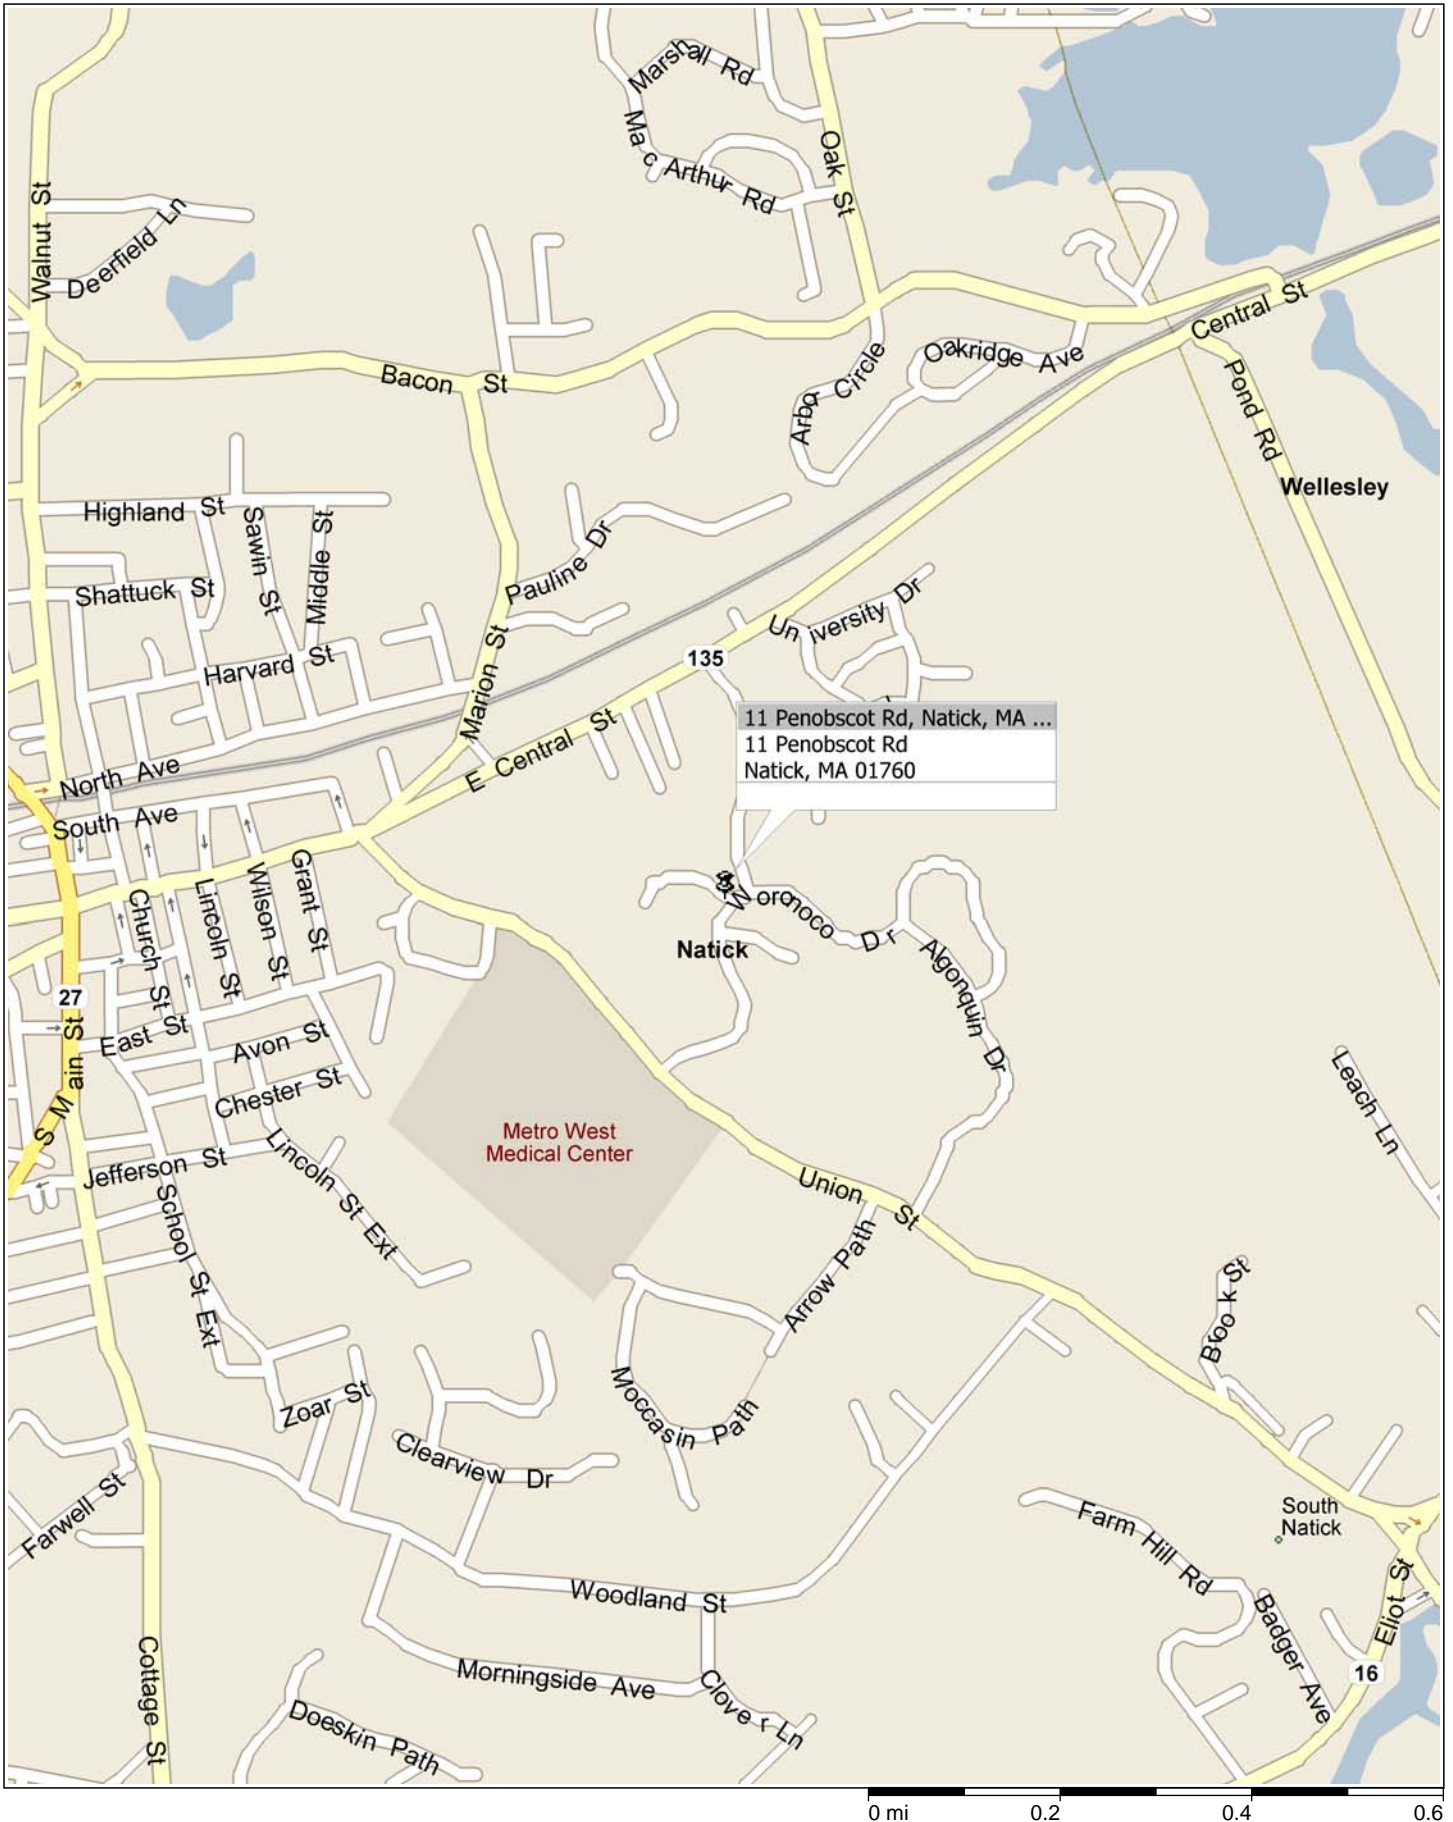 Marshall Rd
Mac Arthur Rd
Oak St
Walnut St
Deerfield Ln
Central St
Bacon St
Arbor Circle
Oakridge Ave
Pond Rd
Wellesley
Highland St
Sawin St
Middle St
Pauline Dr
Shattuck St
University Dr
Harvard St
Marion St
135
11 Penobscot Rd, Natick, MA ...
11 Penobscot Rd
Natick, MA 01760
E Central St
North Ave
South Ave
Grant St
Wilson St
Lincoln St
Church St
Woronoco Dr
Natick
Algonquin Dr
27
S Main St
East St
Avon St
Chester St
Leach Ln
Metro West
Medical Center
Jefferson St
Lincoln St Ext
School St Ext
Union St
Arrow Path
Brook St
Moccasin Path
Zoar St
Clearview Dr
Farwell St
South
Natick
Farm Hill Rd
Woodland St
Badger Ave
Eliot St
16
Cottage St
Morningside Ave
Clover Ln
Doeskin Path
0 mi 0.2 0.4 0.6